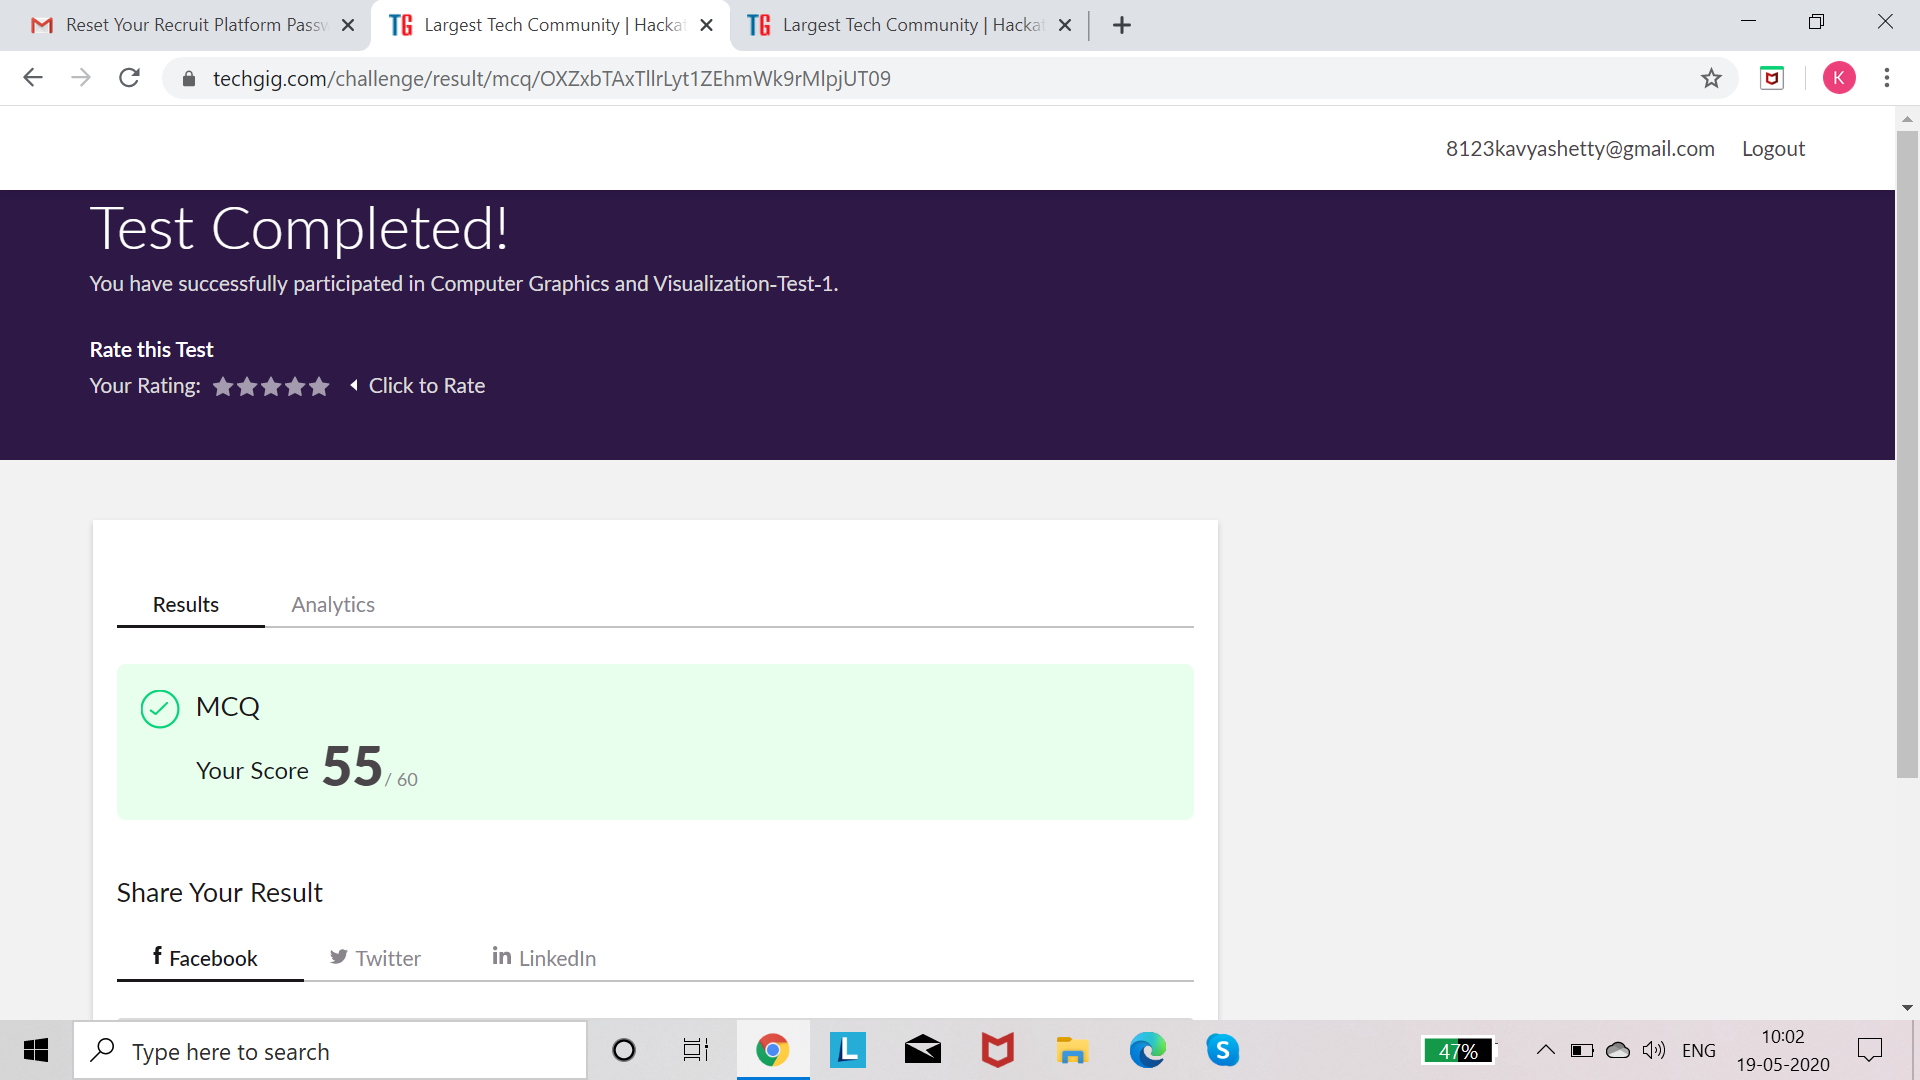 Reset Your Recruit Platform Passw
TG Largest Tech Community | Hackat
TG Largest Tech Community | Hackat
techgig.com/challenge/result/mcq/OXZxbTAxTllrLyt1ZEhmWk9rMlpjUT09
K
8123kavyashetty@gmail.com Logout
Test Completed!
You have successfully participated in Computer Graphics and Visualization-Test-1.
Rate this Test
Your Rating: Click to Rate
Results Analytics
MCQ
Your Score 55 / 60
Share Your Result
f Facebook Twitter in LinkedIn
Type here to search
L
S
47%
ENG
10:02
19-05-2020